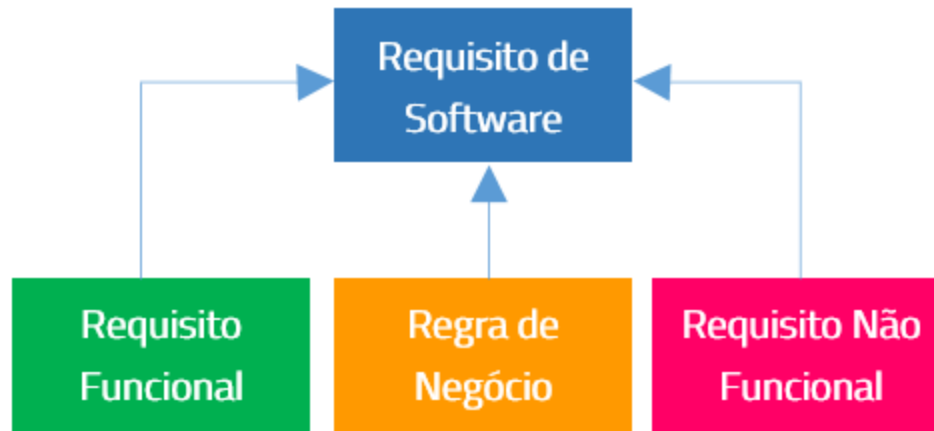 Requisito de
Software
Requisito
Funcional
Regra de
Negócio
Requisito Não
Funcional